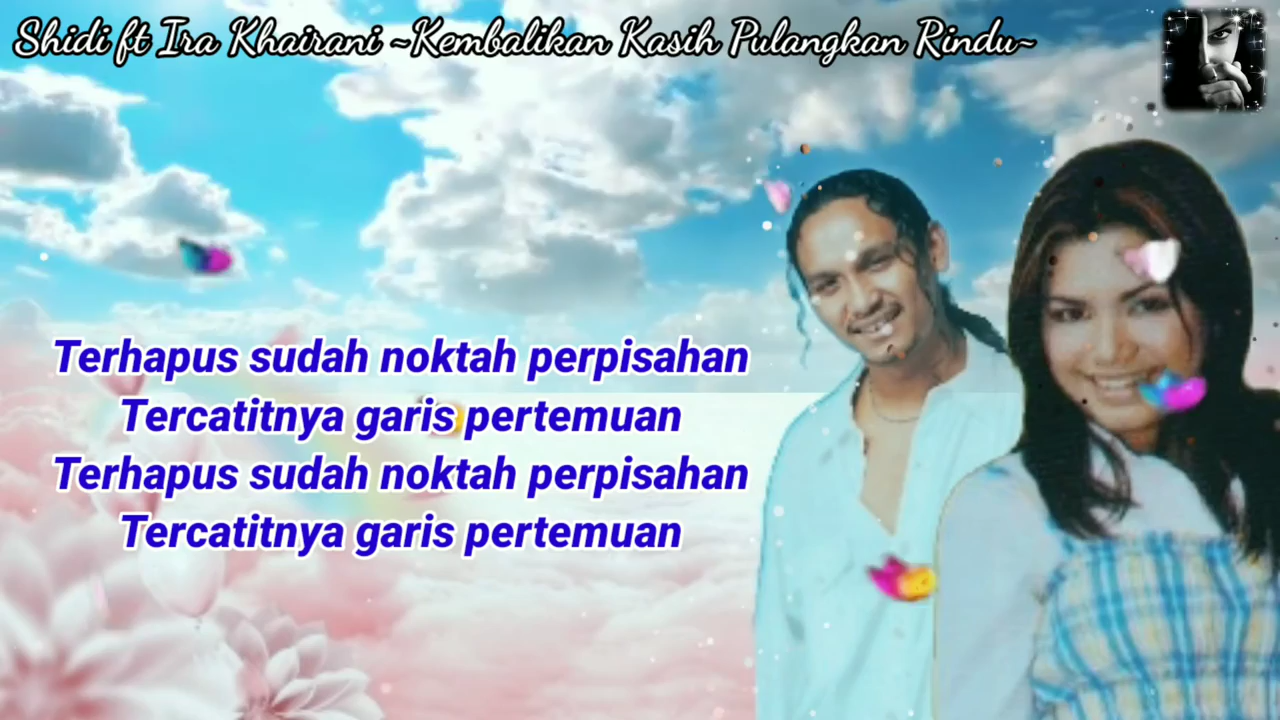 Shidi ft Ira Khairani ~Kembalikan Kasih Pulangkan Rindu~
Terhapus sudah noktah perpisahan
Tercatitnya garis pertemuan
Terhapus sudah noktah perpisahan
Tercatitnya garis pertemuan